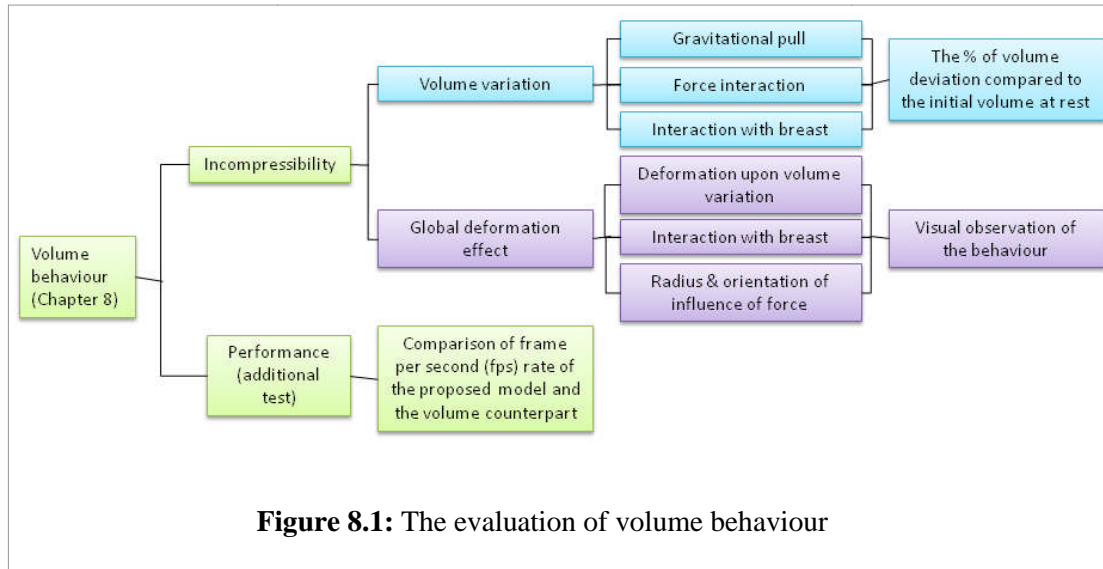 Gravitational pull
Volume variation
Force interaction
Interaction with breast
The % of volume
deviation compared to
the initial volume at rest
Incompressibility
Deformation upon volume
variation
Global deformation
effect
Interaction with breast
Radius & orientation of
influence of force
Visual observation of
the behaviour
Volume
behaviour
(Chapter 8)
Performance
(additional
test)
Comparison of frame
per second (fps) rate of
the proposed model and
the volume counterpart
Figure 8.1: The evaluation of volume behaviour